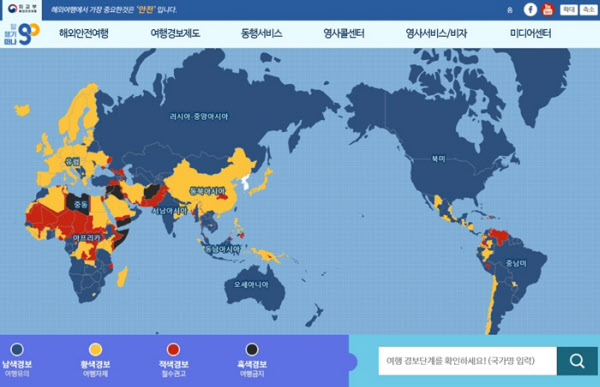 외교부
해외여행에서 가장 중요한것은 '안전' 입니다.
홈
확대 축소
해외안전여행 여행경보제도 동행서비스 영사콜센터 영사서비스/비자 미디어센터
러시아·중앙아시아
유럽
북미
중동
동북아시아
서남아시아
아프리카
동남아시아
중남미
오세아니아
남색경보 황색경보 적색경보 흑색경보
여행유의 여행자제 철수권고 여행금지
여행 경보단계를 확인하세요! (국가명 입력)